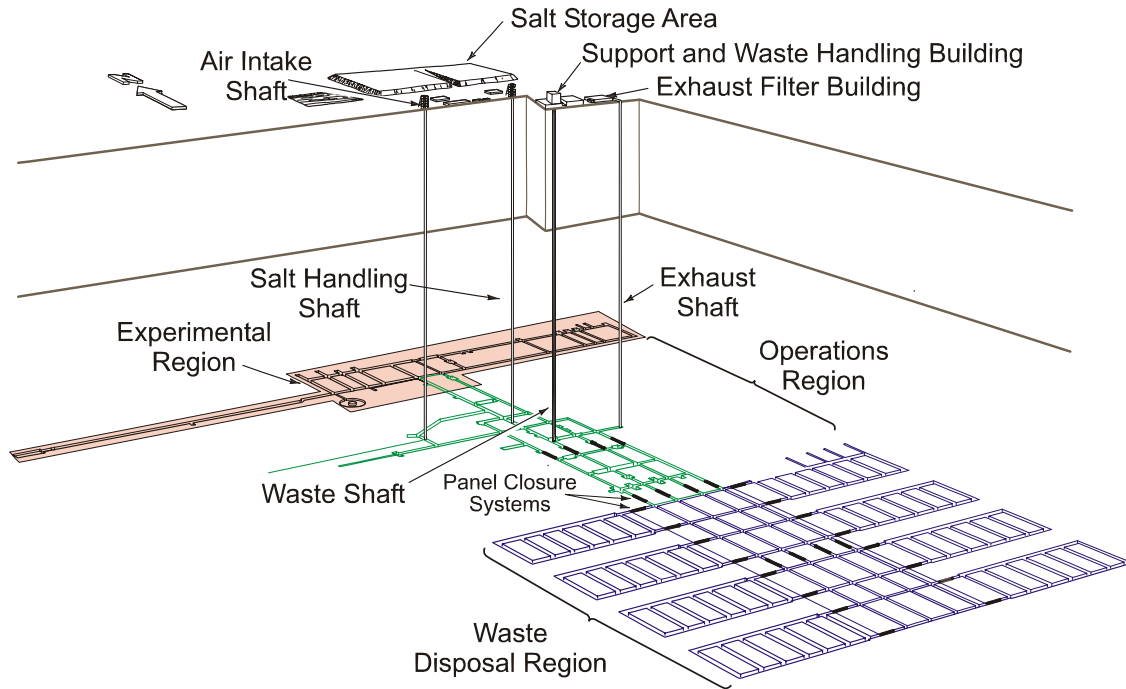 Salt Storage Area
Air Intake
Shaft
Support and Waste Handling Building
Exhaust Filter Building
Salt Handling
Shaft
Exhaust
Shaft
Experimental
Region
Operations
Region
Waste Shaft
Panel Closure
Systems
Waste
Disposal Region